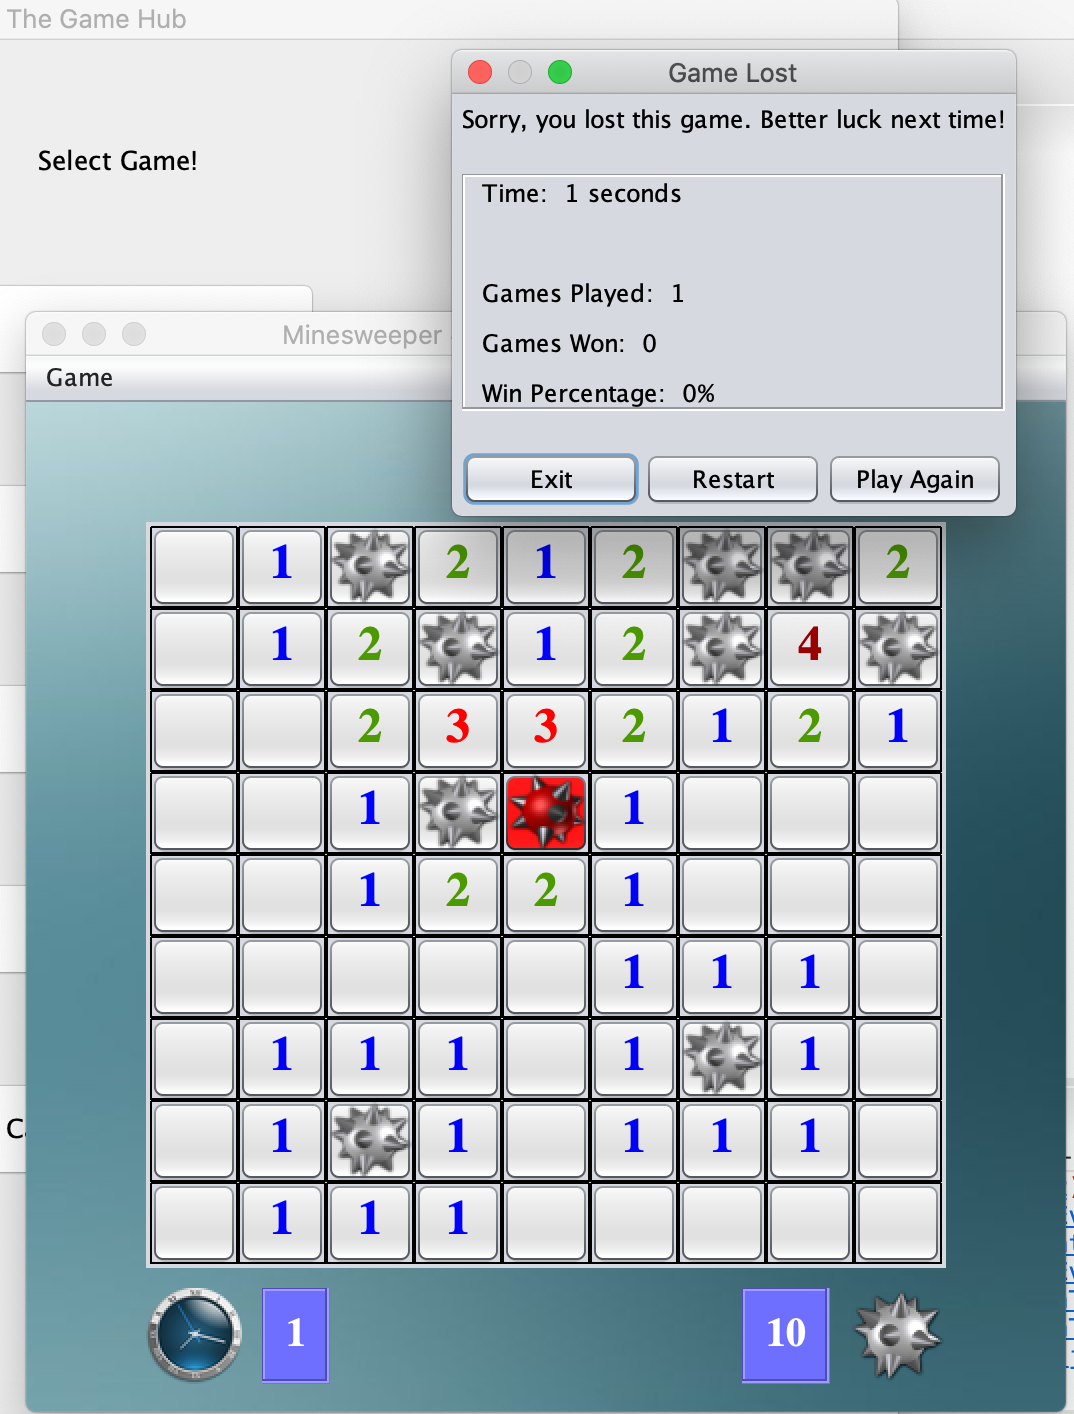 The Game Hub
Game Lost
Sorry, you lost this game. Better luck next time!
Select Game!
Time: 1 seconds
Games Played: 1
Minesweeper
Games Won: 0
Game
Win Percentage: 0%
Exit Restart Play Again
1 2 1 2 2
1 2 1 2 4
2 3 3 2 1 2 1
1 1
1 2 2 1
1 1 1
1 1 1 1 1
1 1 1 1 1
1 1 1
1 10